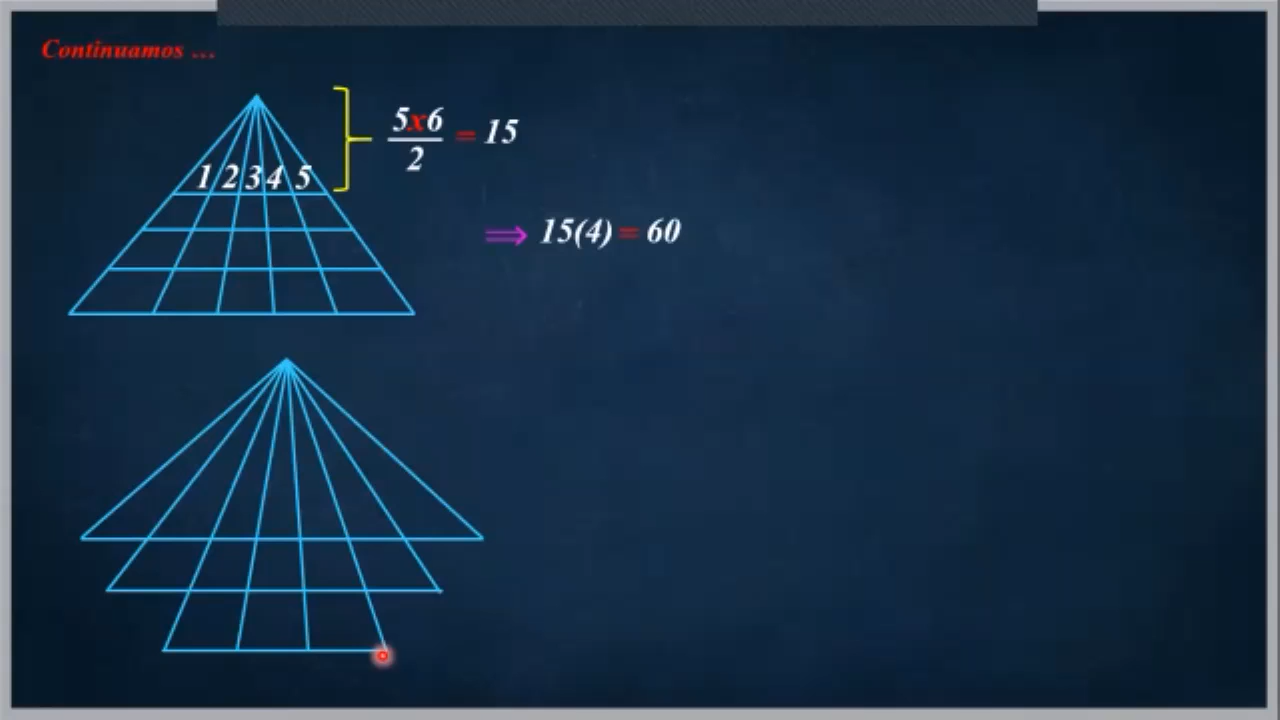 Continuamos ...
5x6
2
= 15
1 2 3 4 5
⟹ 15(4) = 60